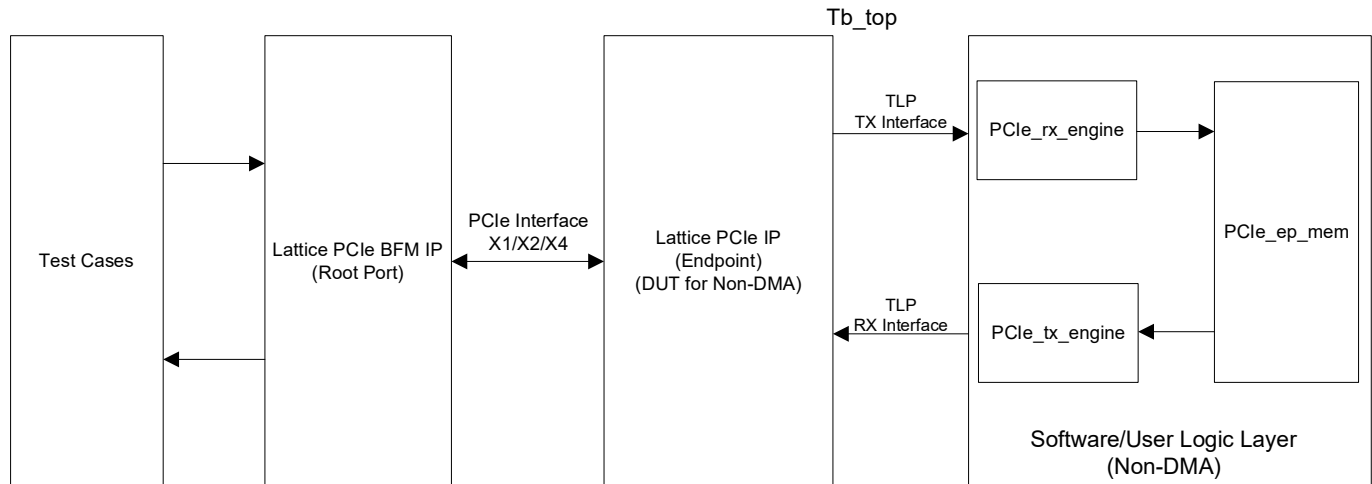 Tb_top
Test Cases
Lattice PCIe BFM IP
(Root Port)
PCIe Interface
X1/X2/X4
Lattice PCIe IP
(Endpoint)
(DUT for Non-DMA)
TLP
TX Interface
TLP
RX Interface
PCIe_rx_engine
PCIe_ep_mem
PCIe_tx_engine
Software/User Logic Layer
(Non-DMA)